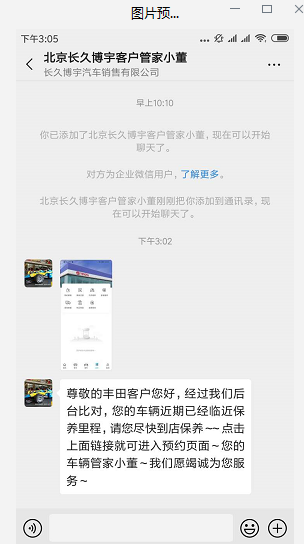 图片预...
下午3:05
北京长久博宇客户管家小董
长久博宇汽车销售有限公司
早上10:10
你已添加了北京长久博宇客户管家小董，现在可以开始
聊天了。
对方为企业微信用户，了解更多。
北京长久博宇客户管家小董刚刚把你添加到通讯录，现
在可以开始聊天了。
下午3:02
尊敬的丰田客户您好，经过我们后
台比对，您的车辆近期已经临近保
养里程，请您尽快到店保养~~点击
上面链接就可进入预约页面~您的
车辆管家小董~我们愿竭诚为您服
务~